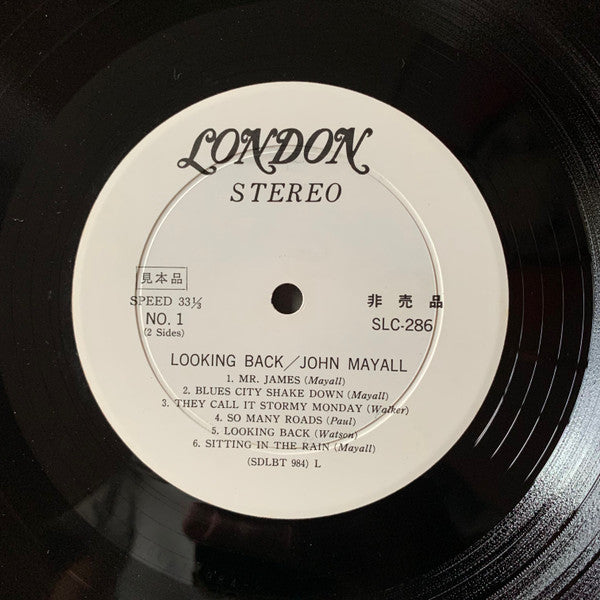 LONDON
STEREO
見本品
SPEED 33⅓
非売品
NO. 1
SLC-286
(2 Sides)
LOOKING BACK/JOHN MAYALL
1. MR. JAMES (Mayall)
2. BLUES CITY SHAKE DOWN (Mayall)
3. THEY CALL IT STORMY MONDAY (Walker)
4. SO MANY ROADS (Paul)
5. LOOKING BACK (Watson)
6. SITTING IN THE RAIN (Mayall)
(SDLBT 984) L